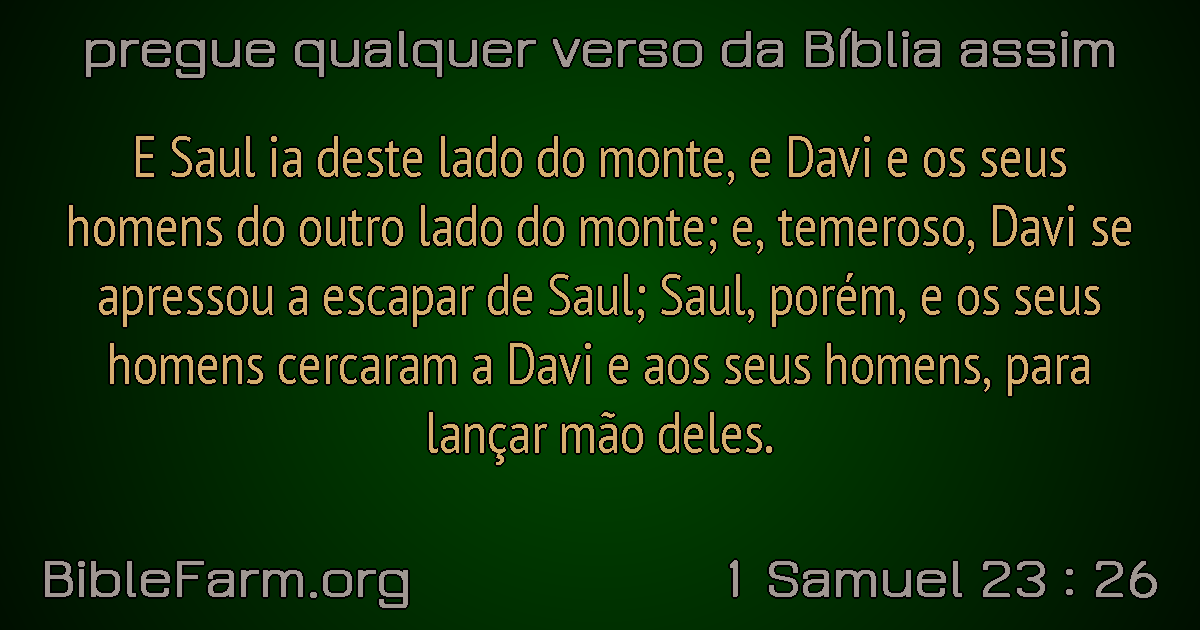 pregue qualquer verso da Bíblia assim
E Saul ia deste lado do monte, e Davi e os seus
homens do outro lado do monte; e, temeroso, Davi se
apressou a escapar de Saul; Saul, porém, e os seus
homens cercaram a Davi e aos seus homens, para
lançar mão deles.
BibleFarm.org
1 Samuel 23 : 26